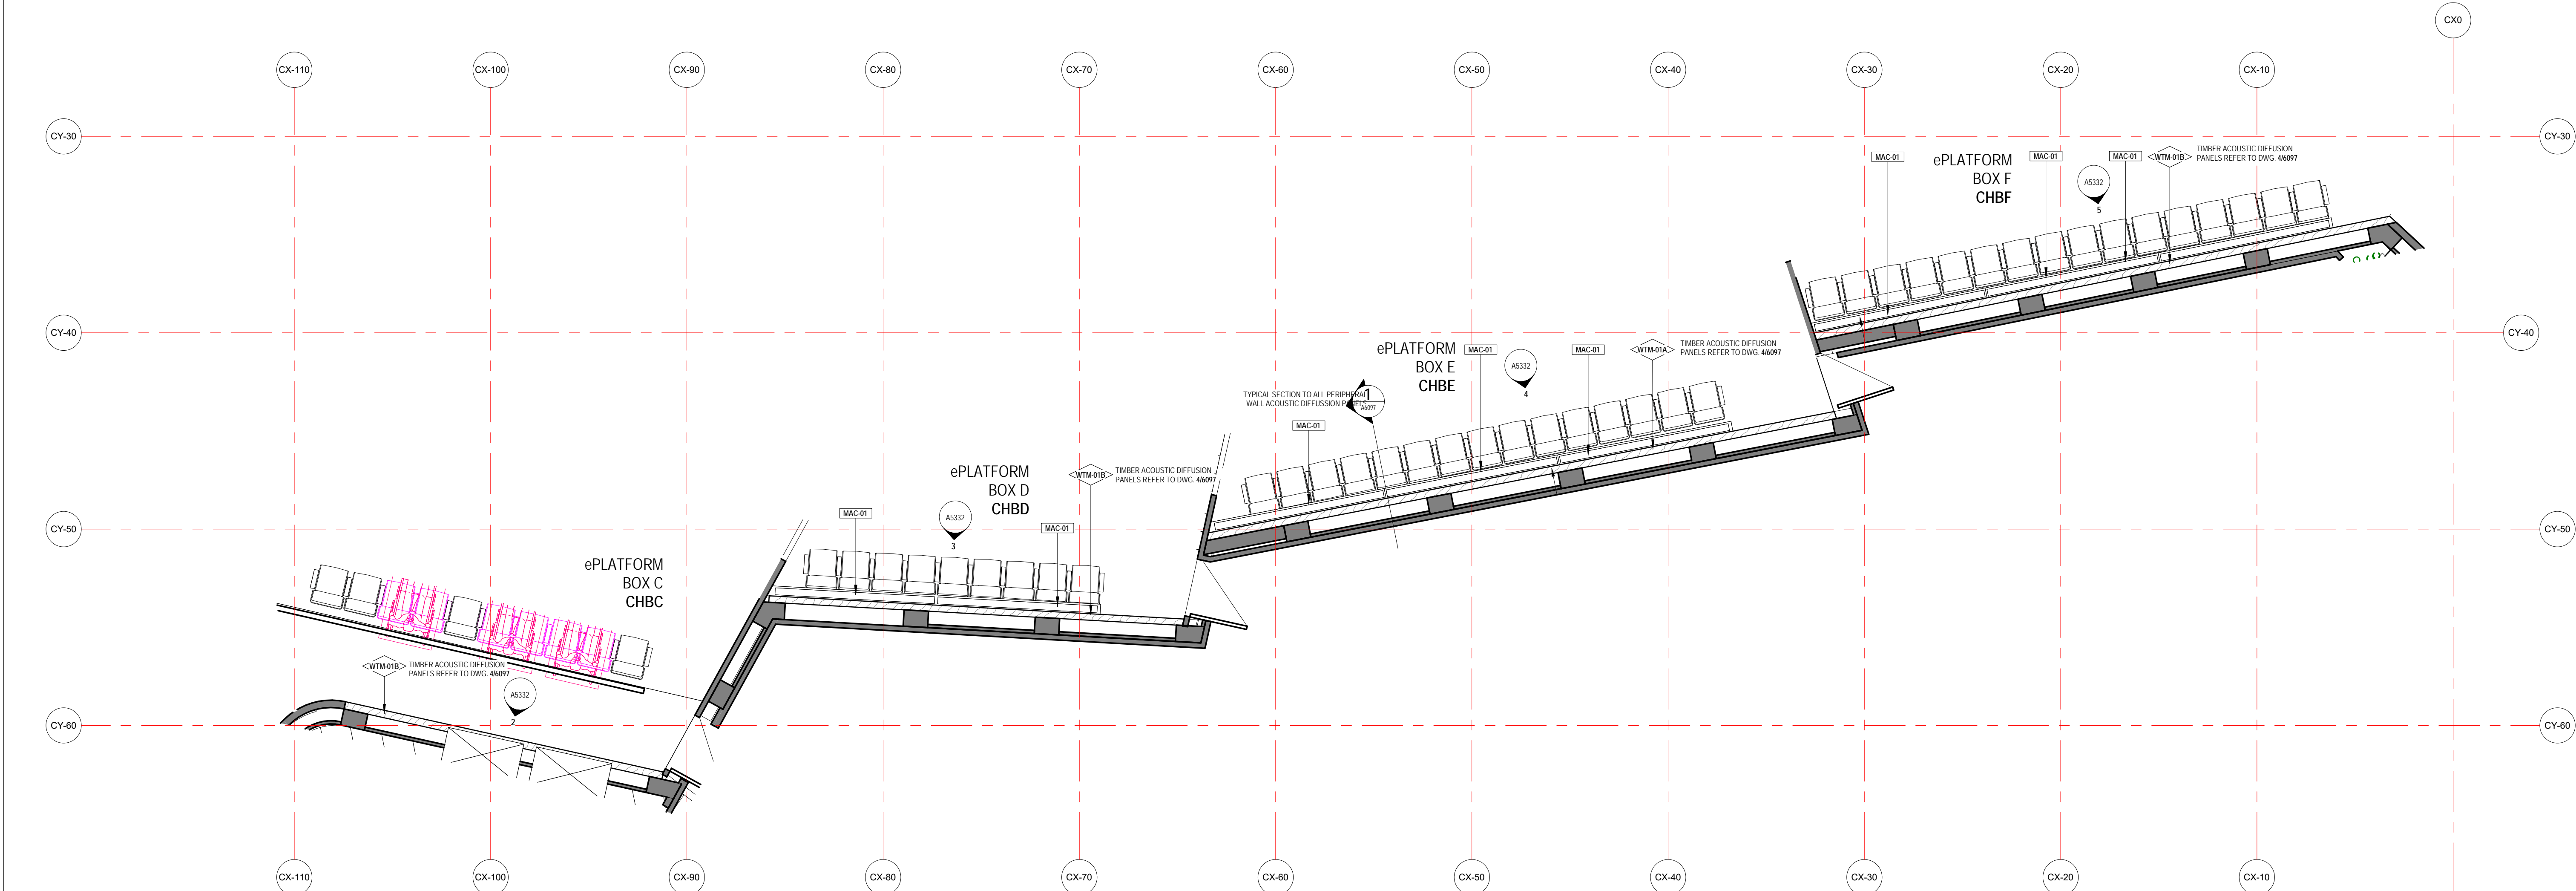 CX0
CX-110
CX-100
CX-90
CX-80
CX-70
CX-60
CX-50
CX-40
CX-30
CX-20
CX-10
CY-30
CY-30
MAC-01
ePLATFORM
BOX F
CHBF
MAC-01
MAC-01
WTM-01B
TIMBER ACOUSTIC DIFFUSION
PANELS REFER TO DWG. 4/6097
A5332
5
CY-40
CY-40
ePLATFORM
BOX E
CHBE
MAC-01
A5332
4
MAC-01
WTM-01A
TIMBER ACOUSTIC DIFFUSION
PANELS REFER TO DWG. 4/6097
TYPICAL SECTION TO ALL PERIPHERAL
WALL ACOUSTIC DIFFUSSION PANELS
1
A6097
MAC-01
ePLATFORM
BOX D
CHBD
WTM-01B
TIMBER ACOUSTIC DIFFUSION
PANELS REFER TO DWG. 4/6097
MAC-01
A5332
3
MAC-01
CY-50
CY-50
ePLATFORM
BOX C
CHBC
WTM-01B
TIMBER ACOUSTIC DIFFUSION
PANELS REFER TO DWG. 4/6097
A5332
2
CY-60
CY-60
CX-110
CX-100
CX-90
CX-80
CX-70
CX-60
CX-50
CX-40
CX-30
CX-20
CX-10